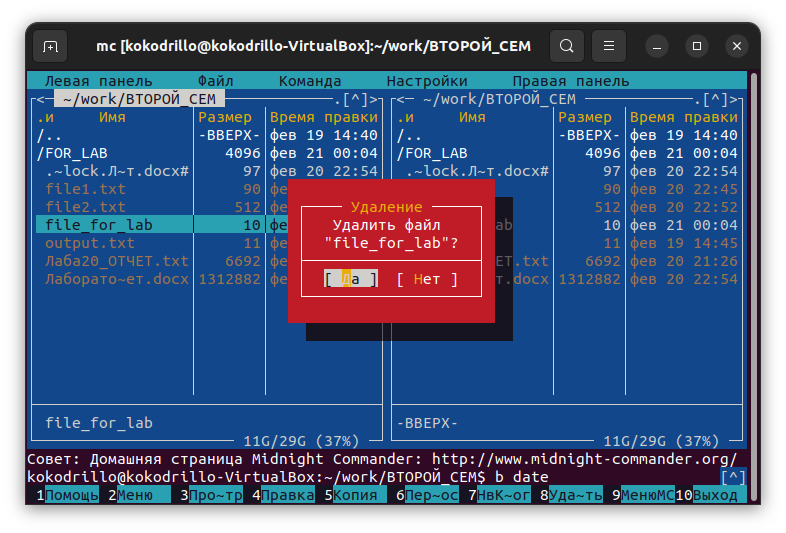 mc [kokodrillo@kokodrillo-VirtualBox]:~/work/ВТОРОЙ_СЕМ
Левая панель Файл Команда Настройки Правая панель
<─ ~/work/ВТОРОЙ_СЕМ ─.[^]> <─ ~/work/ВТОРОЙ_СЕМ ─.[^]>
.и Имя Размер Время правки .и Имя Размер Время правки
/.. -ВВЕРХ- фев 19 14:40 /.. -ВВЕРХ- фев 19 14:40
/FOR_LAB 4096 фев 21 00:04 /FOR_LAB 4096 фев 21 00:04
.~lock.Л~т.docx# 97 фев 20 22:54 .~lock.Л~т.docx# 97 фев 20 22:54
file1.txt 90 фе 90 фев 20 22:45
file2.txt 512 фе 512 фев 20 22:52
file_for_lab 10 фе ab 10 фев 21 00:04
output.txt 11 фе 11 фев 19 14:45
Лаба20_ОТЧЕТ.txt 6692 фе ЕТ.txt 6692 фев 20 21:26
Лаборато~ет.docx 1312882 фе .docx 1312882 фев 20 22:54
Удаление
Удалить файл
"file_for_lab"?
[ Да ] [ Нет ]
file_for_lab -ВВЕРХ-
11G/29G (37%) 11G/29G (37%)
Совет: Домашняя страница Midnight Commander: http://www.midnight-commander.org/
kokodrillo@kokodrillo-VirtualBox:~/work/ВТОРОЙ_СЕМ$ b date [^]
1Помощь 2Меню 3Про~тр 4Правка 5Копия 6Пер~ос 7НвК~ог 8Уда~ть 9МенюМС 10Выход